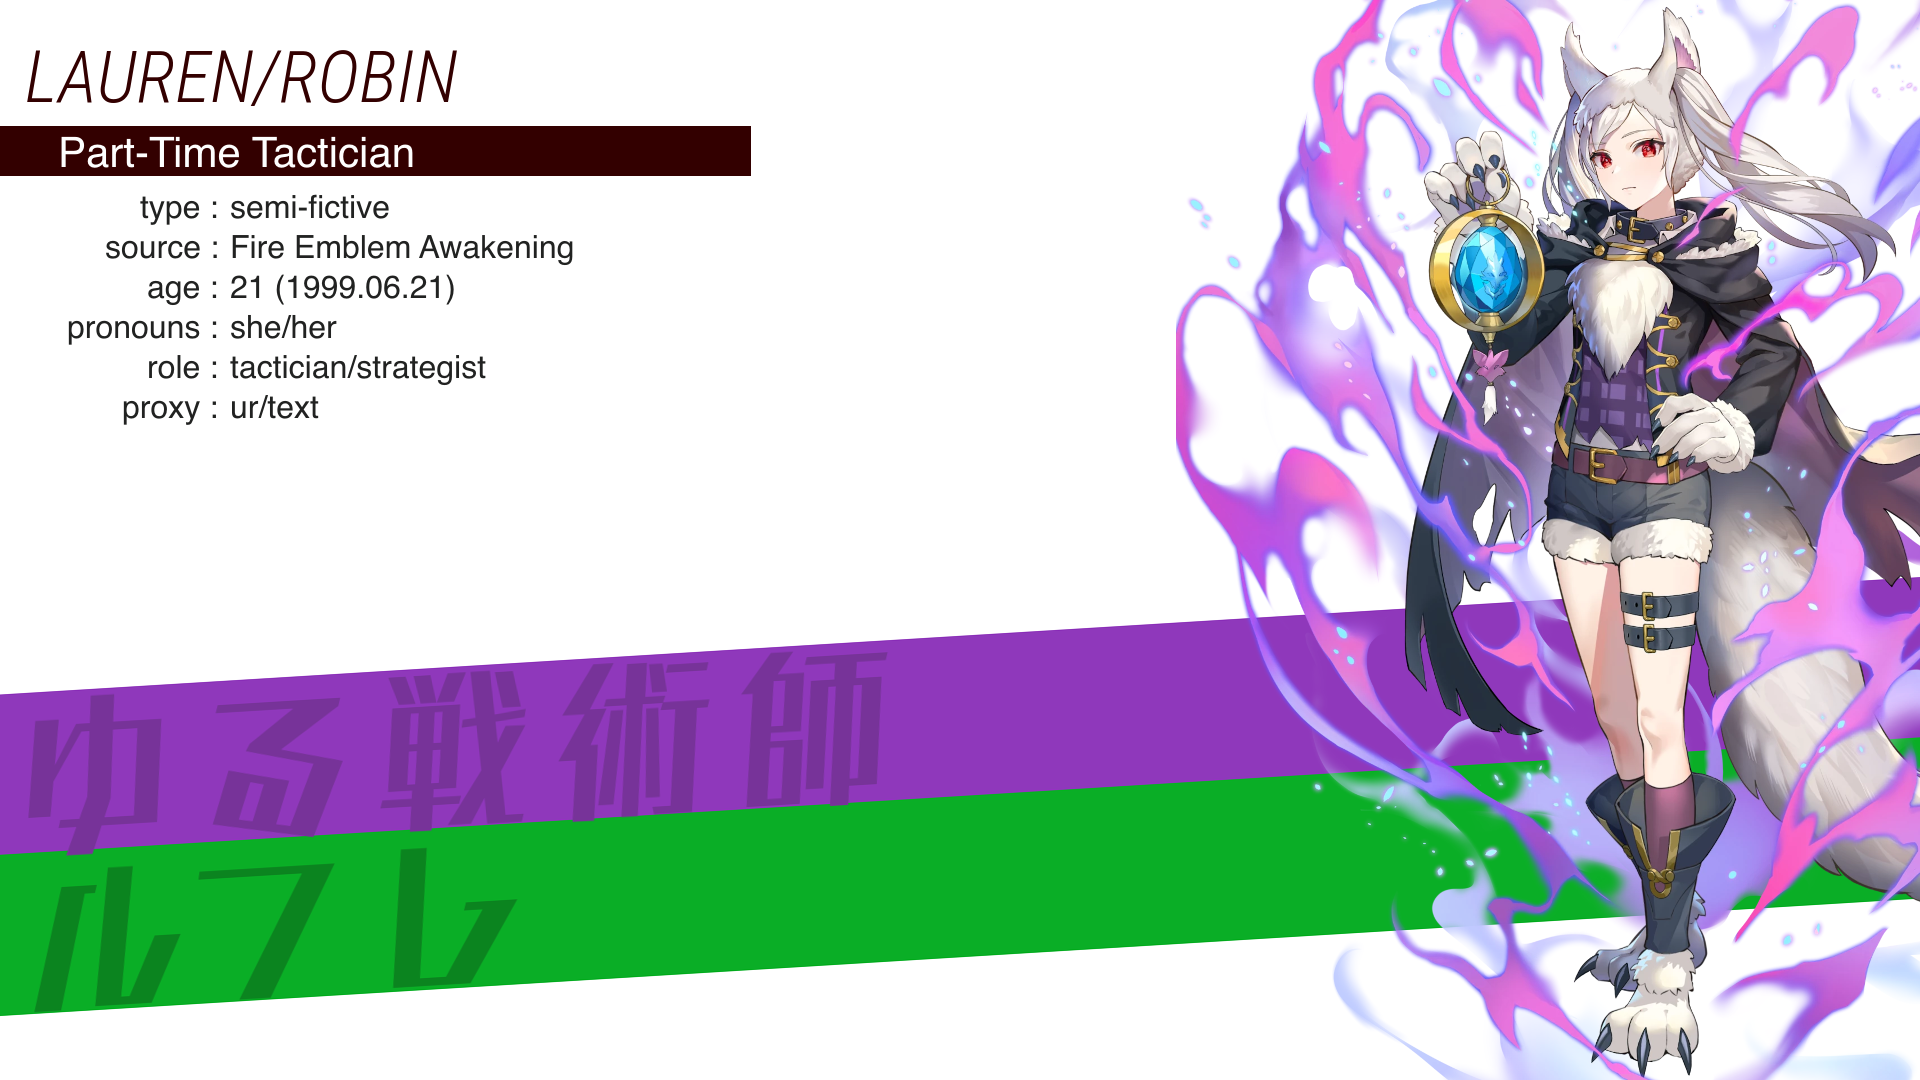 LAUREN/ROBIN
Part-Time Tactician
type : semi-fictive
source : Fire Emblem Awakening
age : 21 (1999.06.21)
pronouns : she/her
role : tactician/strategist
proxy : ur/text
ゆる戦術師
ルフレ